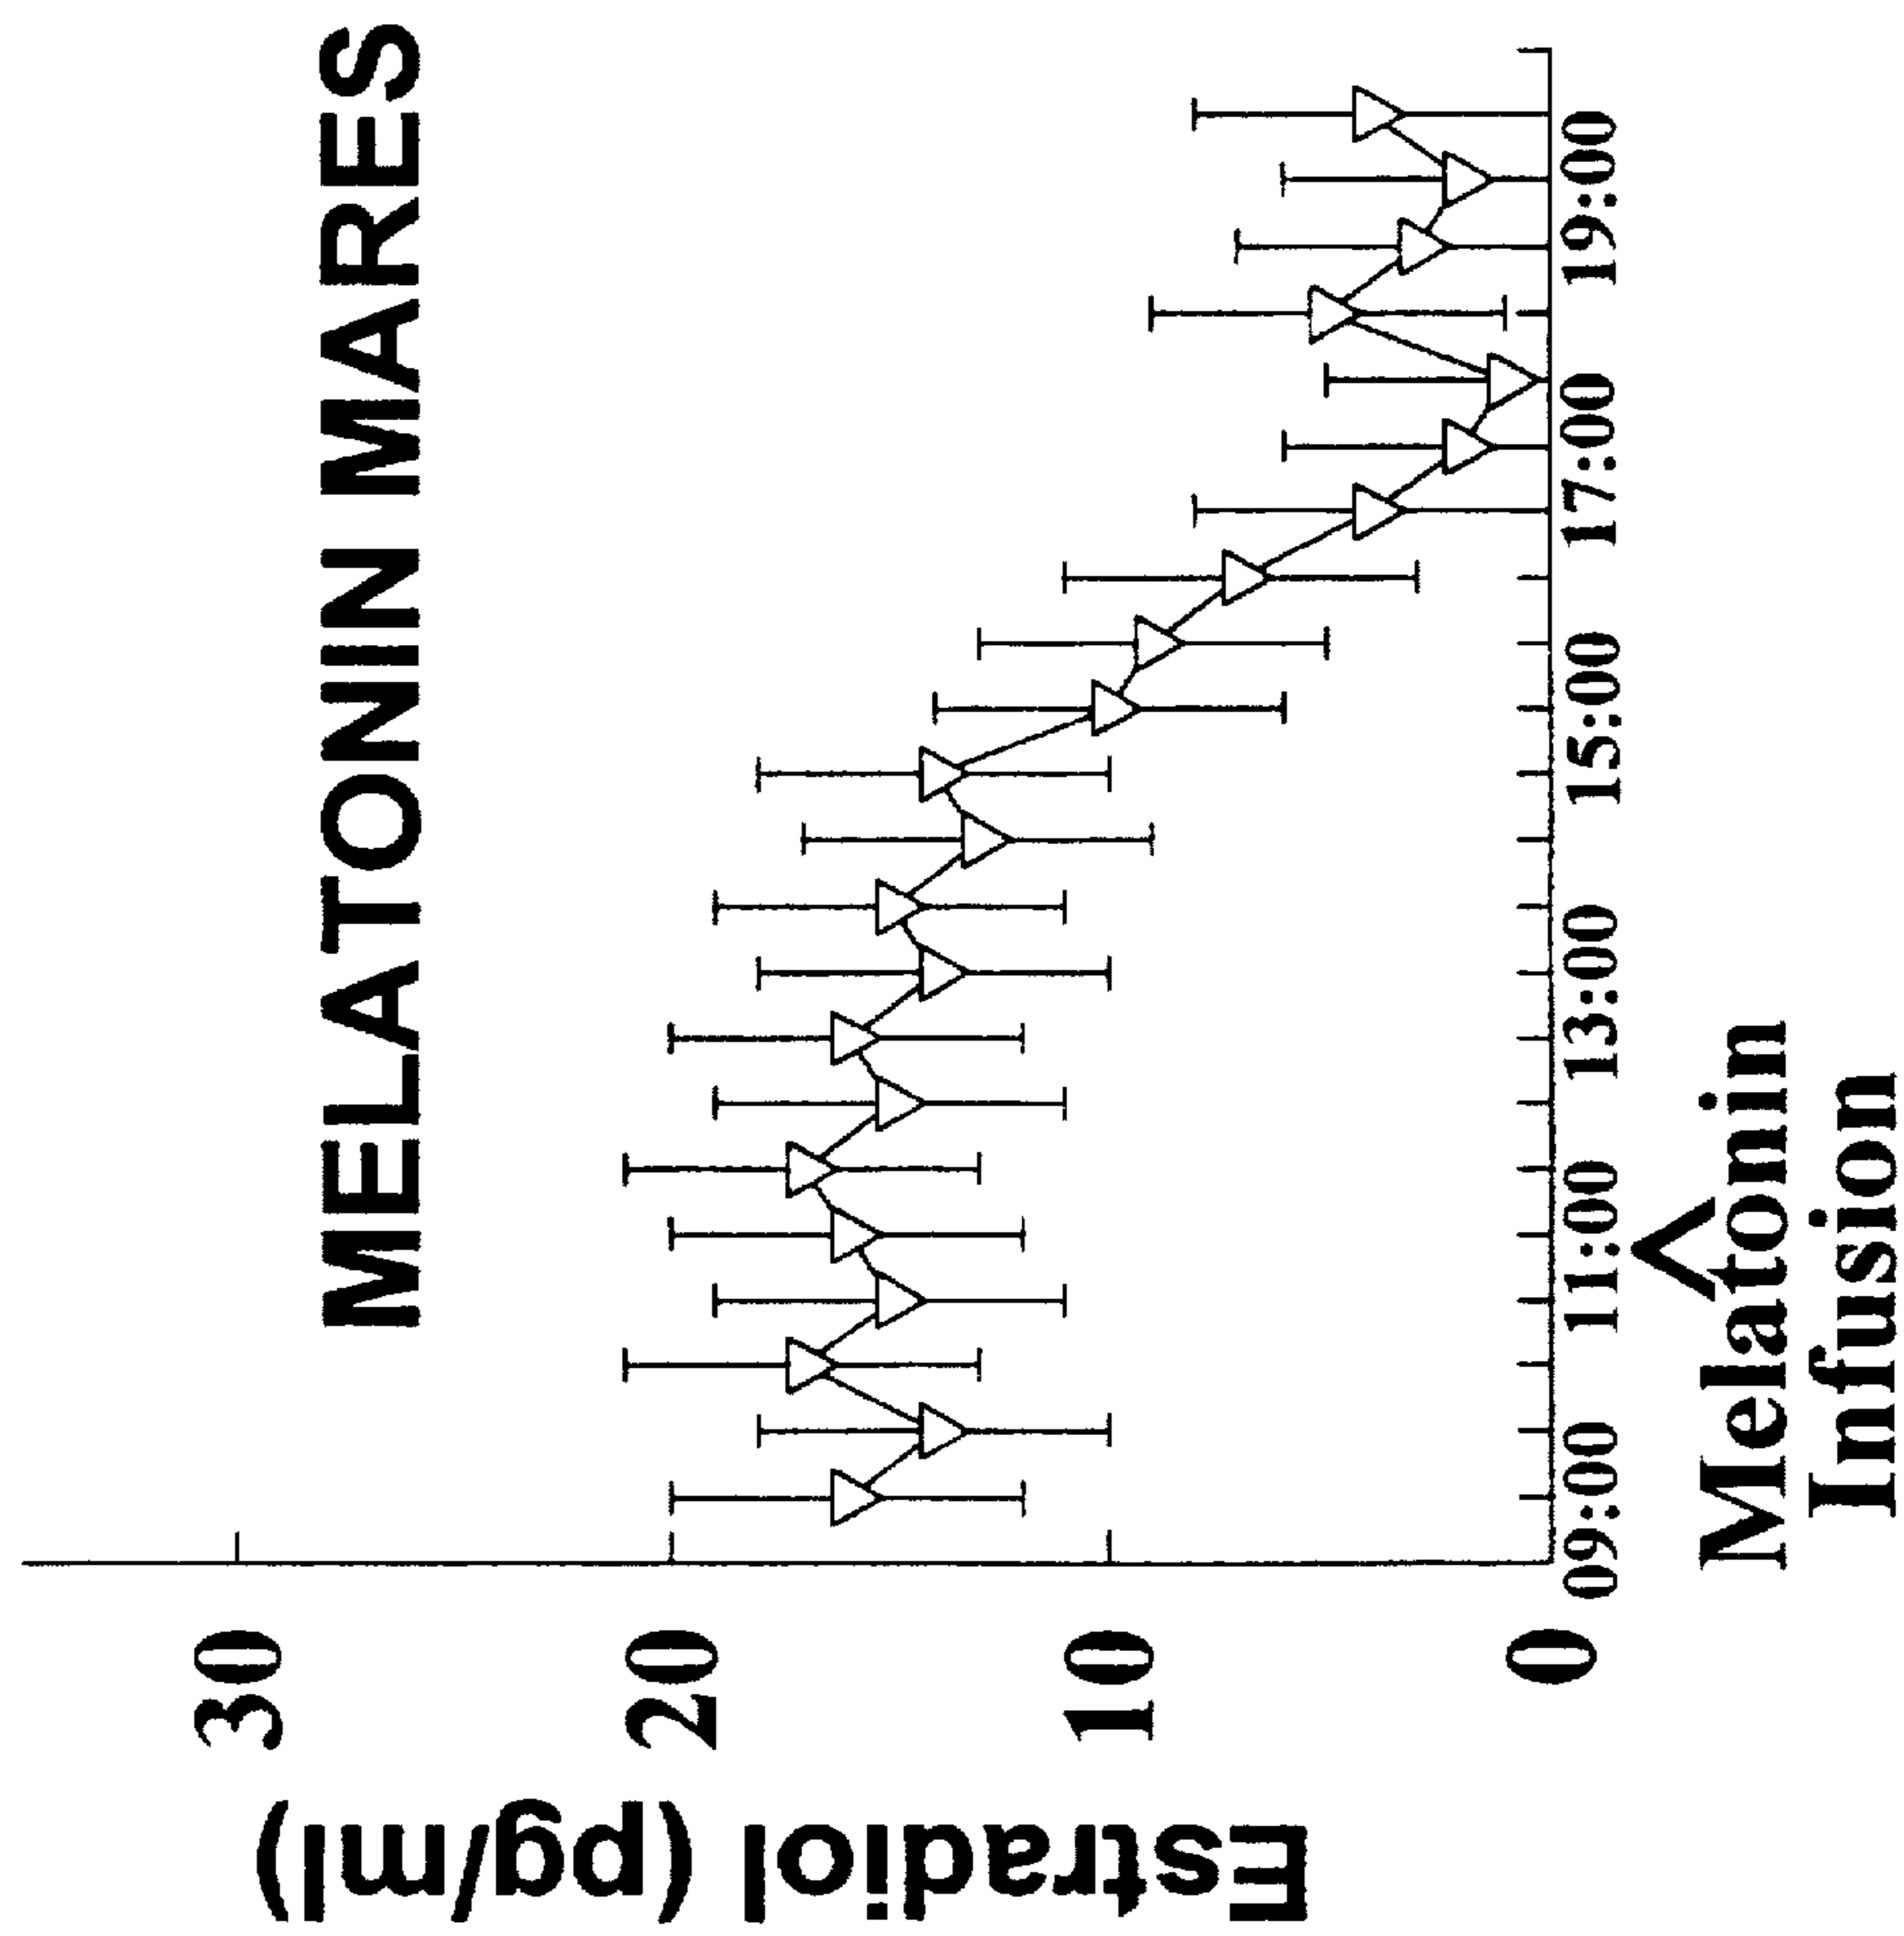 MELATONIN MARES
Estradiol (pg/ml)
30
20
10
0
09:00 11:00 13:00 15:00 17:00 19:00
Melatonin
Infusion